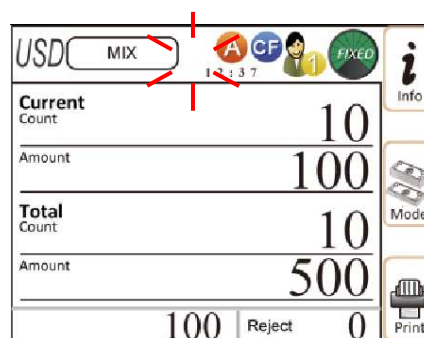 USD MIX A CF 1 FIXED
12:37
Info
Current
Count 10
Amount 100
Mode
Total
Count 10
Amount 500
Print
100 Reject 0